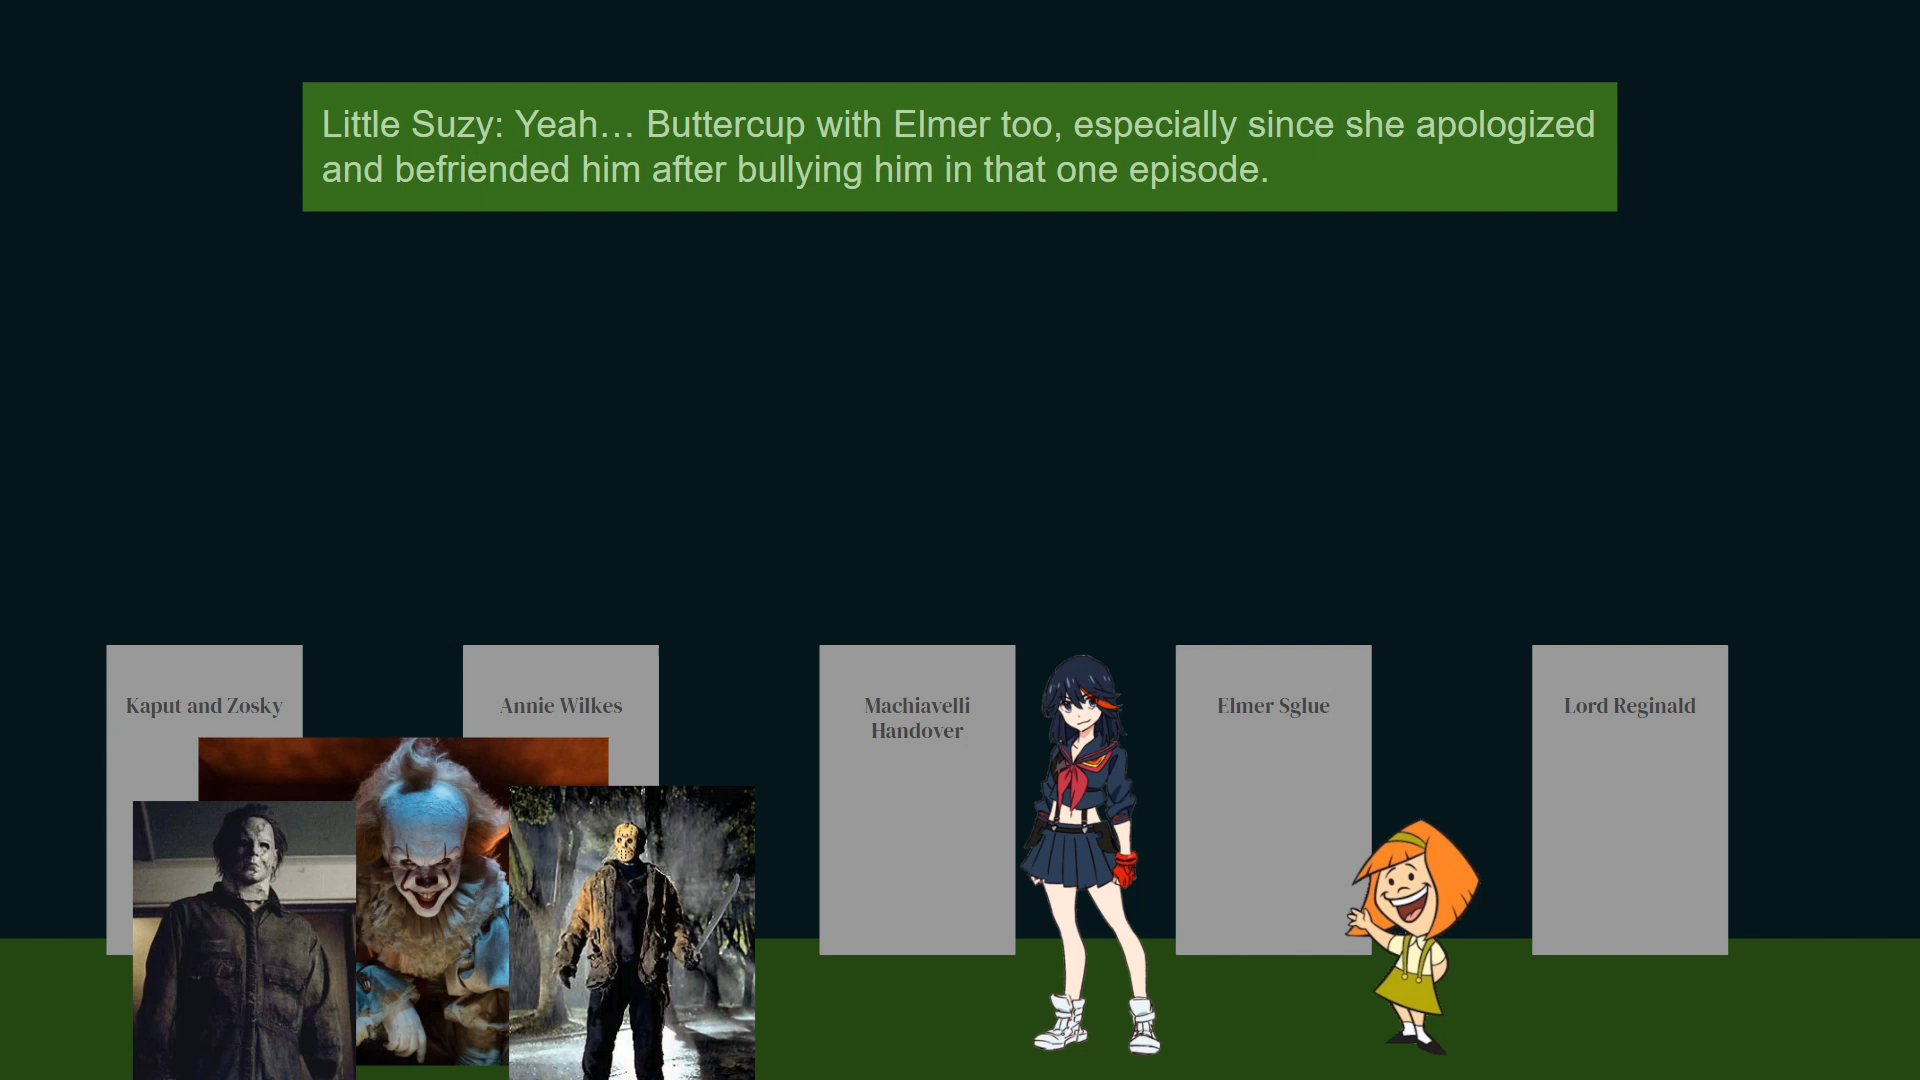 Little Suzy: Yeah… Buttercup with Elmer too, especially since she apologized
and befriended him after bullying him in that one episode.
Kaput and Zosky
Annie Wilkes
Machiavelli
Handover
Elmer Sglue
Lord Reginald